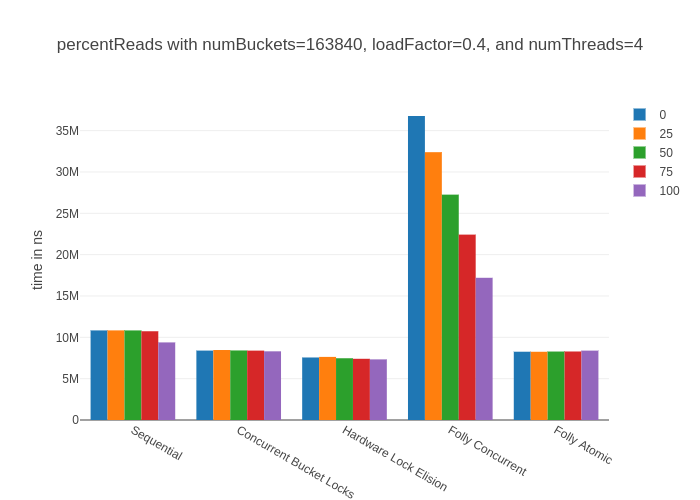 percentReads with numBuckets=163840, loadFactor=0.4, and numThreads=4
0
25
50
75
100
time in ns
35M
30M
25M
20M
15M
10M
5M
0
Sequential
Concurrent Bucket Locks
Hardware Lock Elision
Folly Concurrent
Folly Atomic